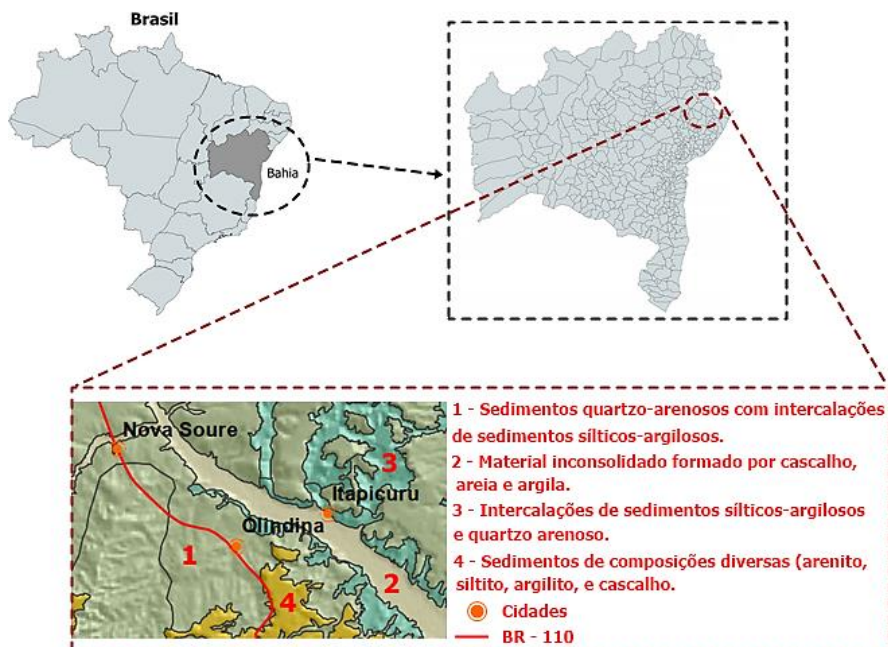 Brasil
Bahia
Nova Soure
Itapicuru
Olindina
1
2
3
4
1 - Sedimentos quartzo-arenosos com intercalações
de sedimentos sílticos-argilosos.
2 - Material inconsolidado formado por cascalho,
areia e argila.
3 - Intercalações de sedimentos sílticos-argilosos
e quartzo arenoso.
4 - Sedimentos de composições diversas (arenito,
siltito, argilito, e cascalho.
Cidades
BR - 110